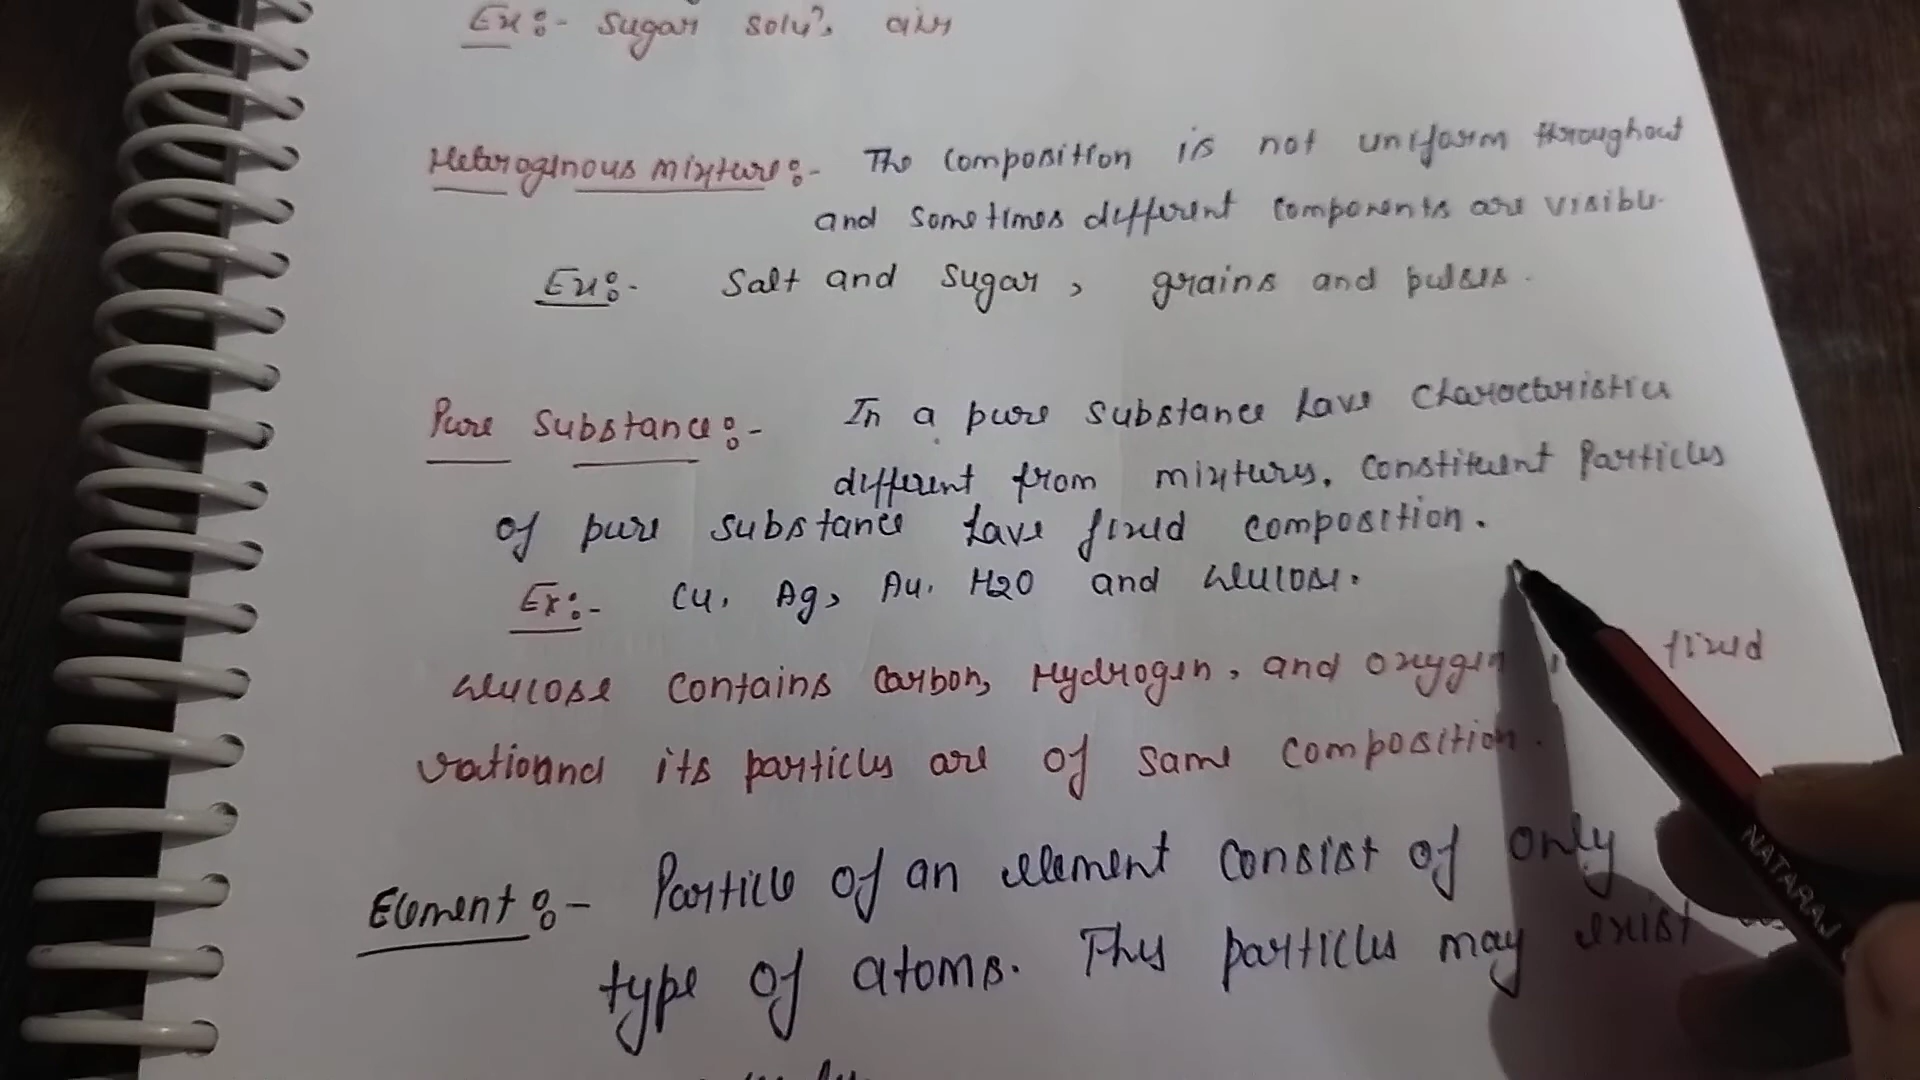 Ex:- Sugar solun, air
Heteroginous mixture:- The composition is not uniform throughout
and sometimes different components are visible.
Ex:- Salt and sugar, grains and pulses.
Pure Substance:- In a pure substance have characteristics
different from mixtures. Constituent Particles
of pure substance have fixed composition.
Ex:- Cu, Ag, Au, H2O and Glucose.
Glucose contains carbon, Hydrogen, and oxygen fixed
ratioand its particles are of same composition.
Element:- Particle of an element consist of only
type of atoms. Thes particles may exist
NATARAJ